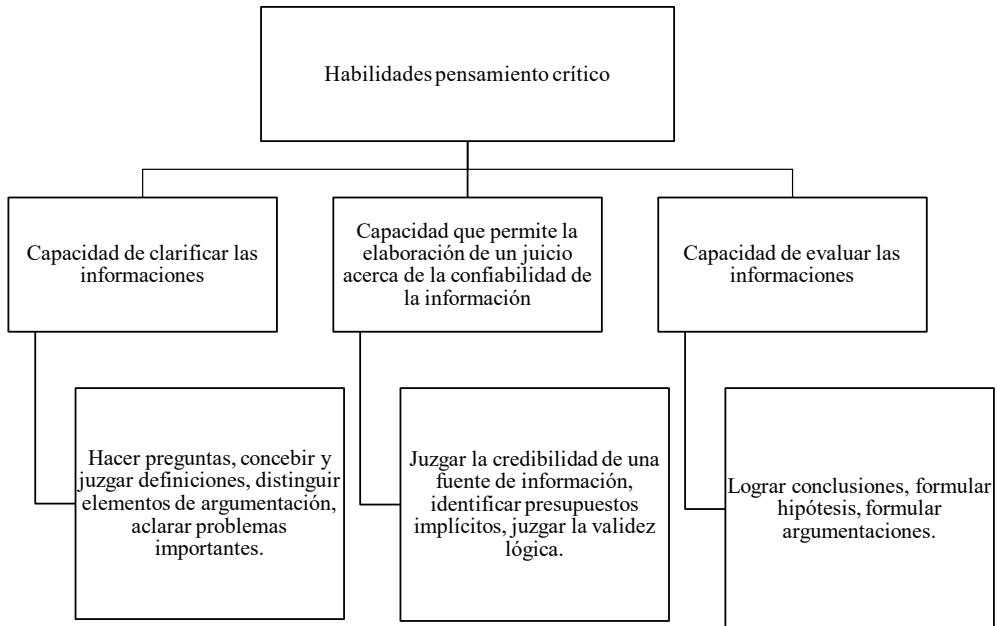 Habilidades pensamiento crítico
Capacidad de clarificar las
informaciones
Capacidad que permite la
elaboración de un juicio
acerca de la confiabilidad de
la información
Capacidad de evaluar las
informaciones
Hacer preguntas, concebir y
juzgar definiciones, distinguir
elementos de argumentación,
aclarar problemas
importantes.
Juzgar la credibilidad de una
fuente de información,
identificar presupuestos
implícitos, juzgar la validez
lógica.
Lograr conclusiones, formular
hipótesis, formular
argumentaciones.